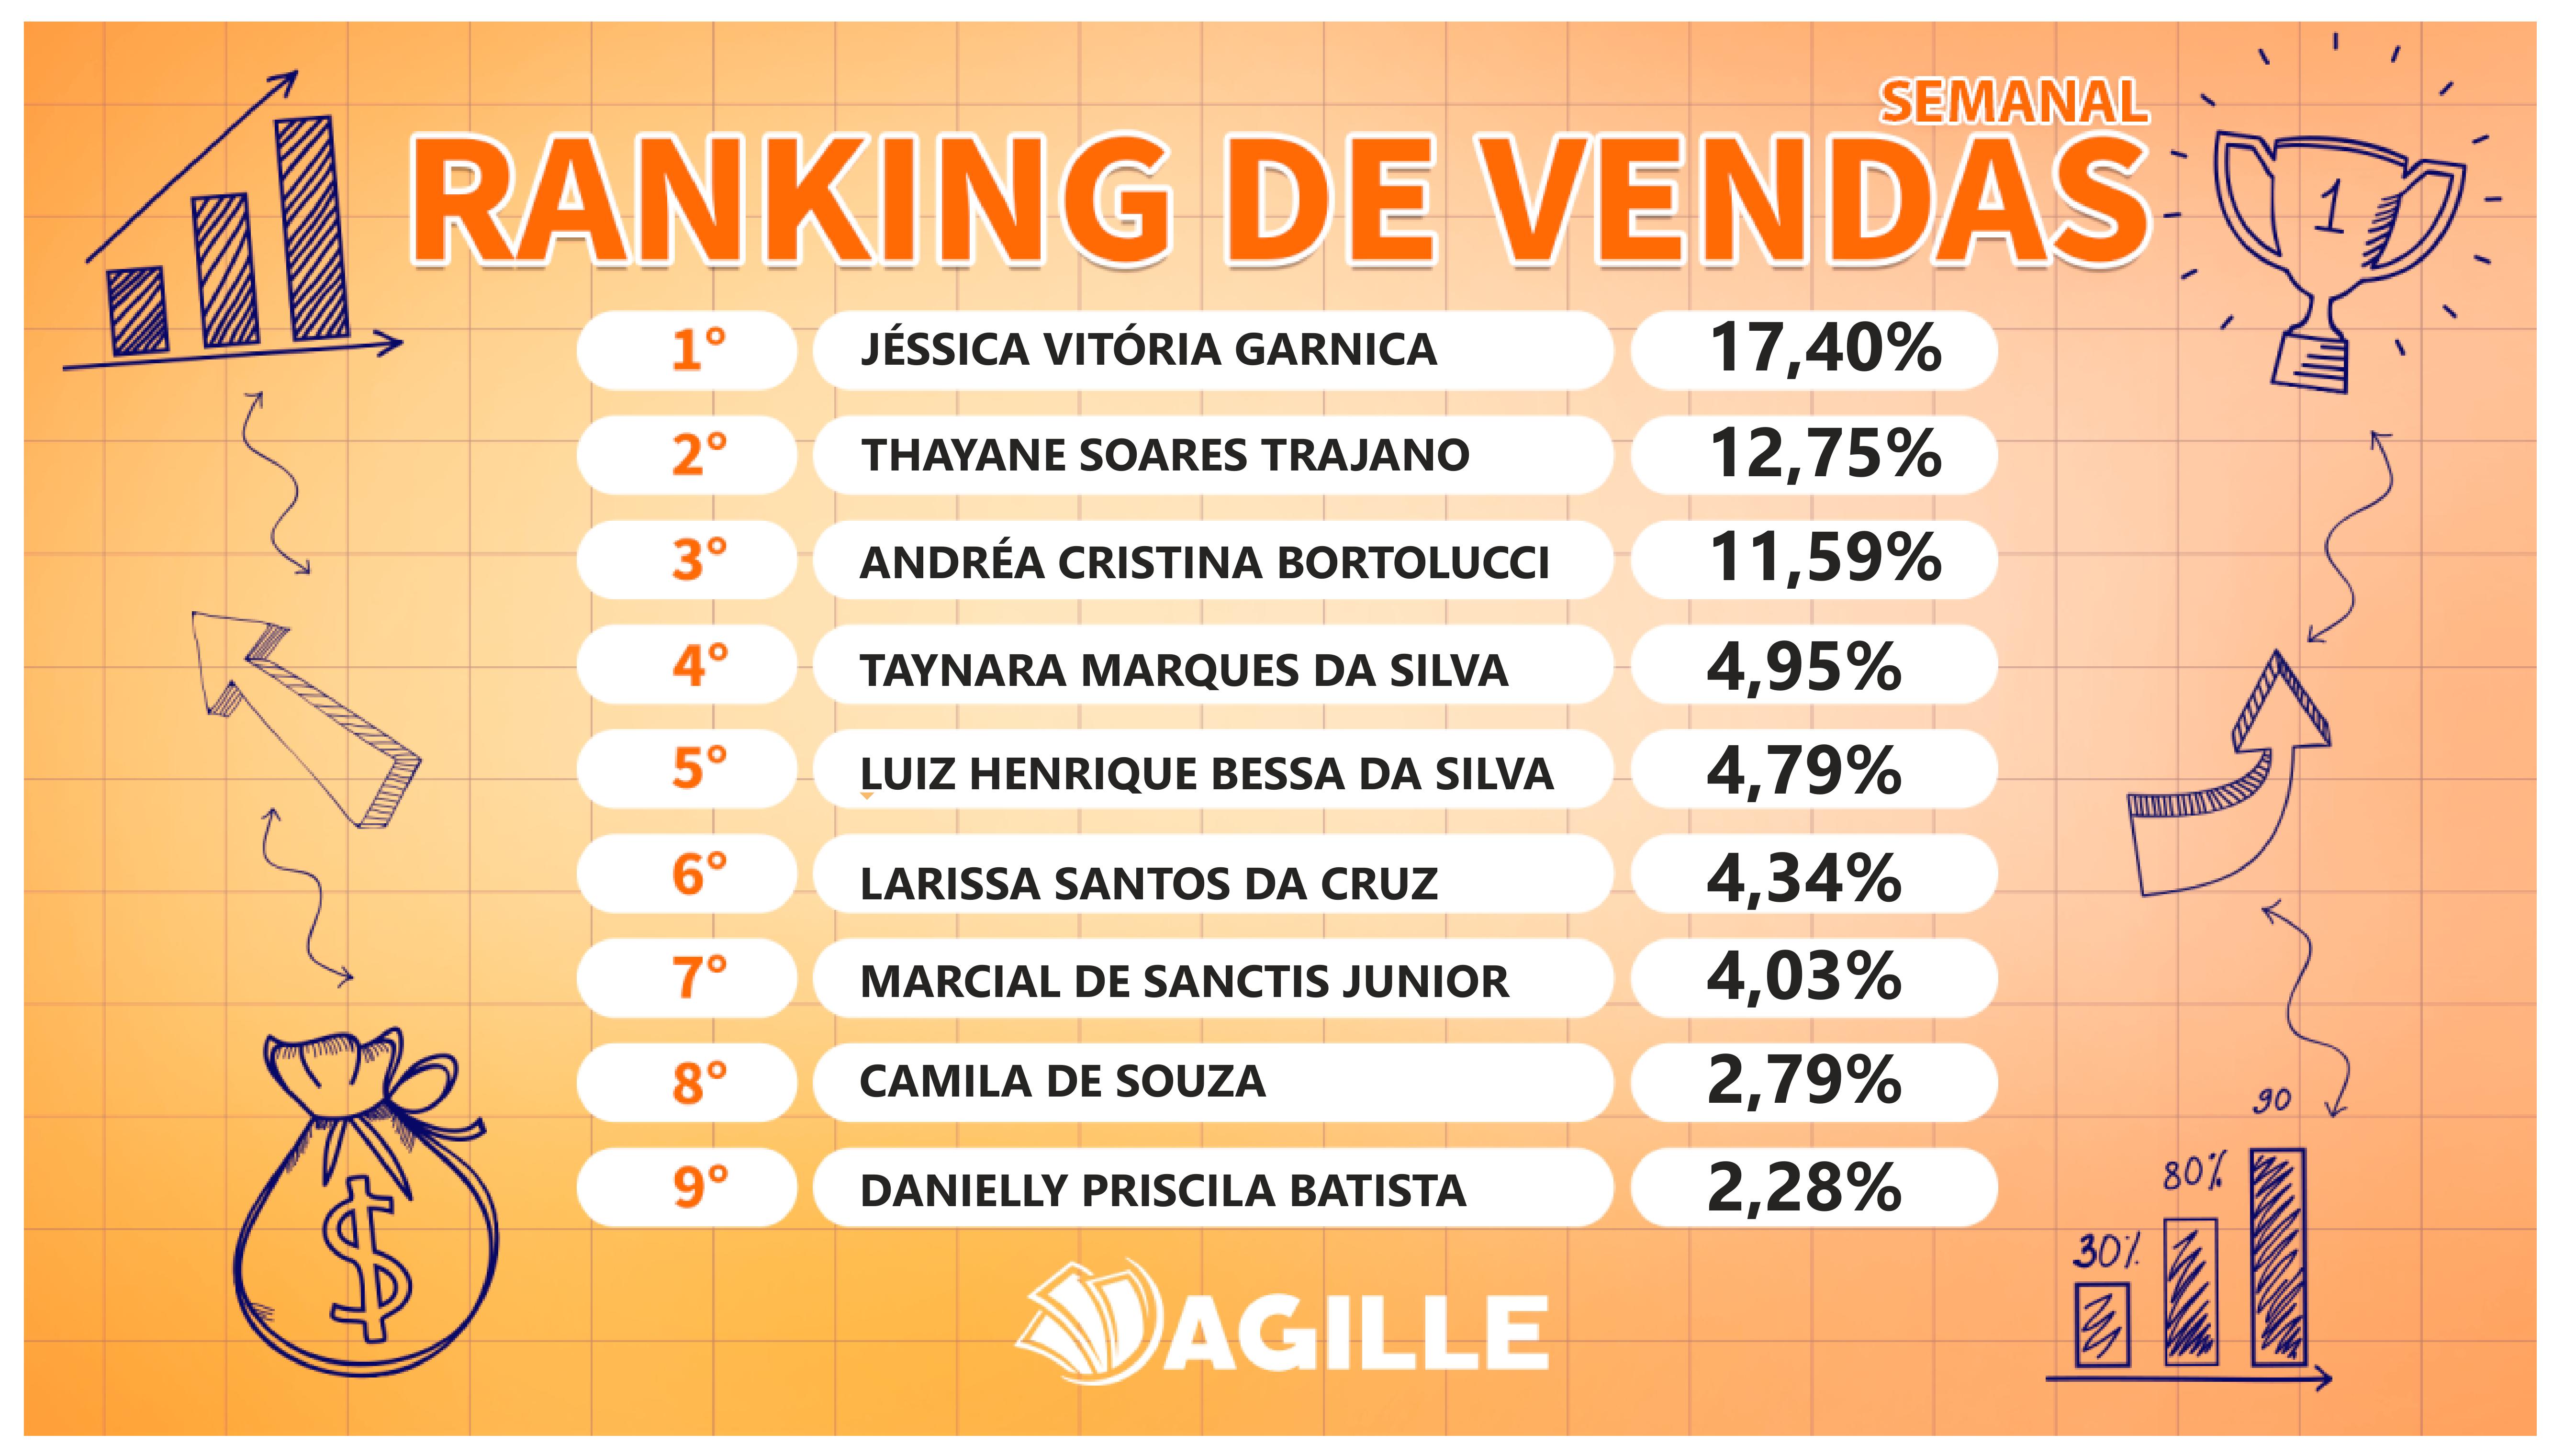 SEMANAL
RANKING DE VENDAS
1
1° JÉSSICA VITÓRIA GARNICA 17,40%
2° THAYANE SOARES TRAJANO 12,75%
3° ANDRÉA CRISTINA BORTOLUCCI 11,59%
4° TAYNARA MARQUES DA SILVA 4,95%
5° LUIZ HENRIQUE BESSA DA SILVA 4,79%
6° LARISSA SANTOS DA CRUZ 4,34%
7° MARCIAL DE SANCTIS JUNIOR 4,03%
8° CAMILA DE SOUZA 2,79%
9° DANIELLY PRISCILA BATISTA 2,28%
90
80%
30%
$
AGILLE